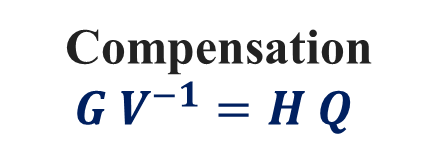 Compensation
G V⁻¹ = H Q